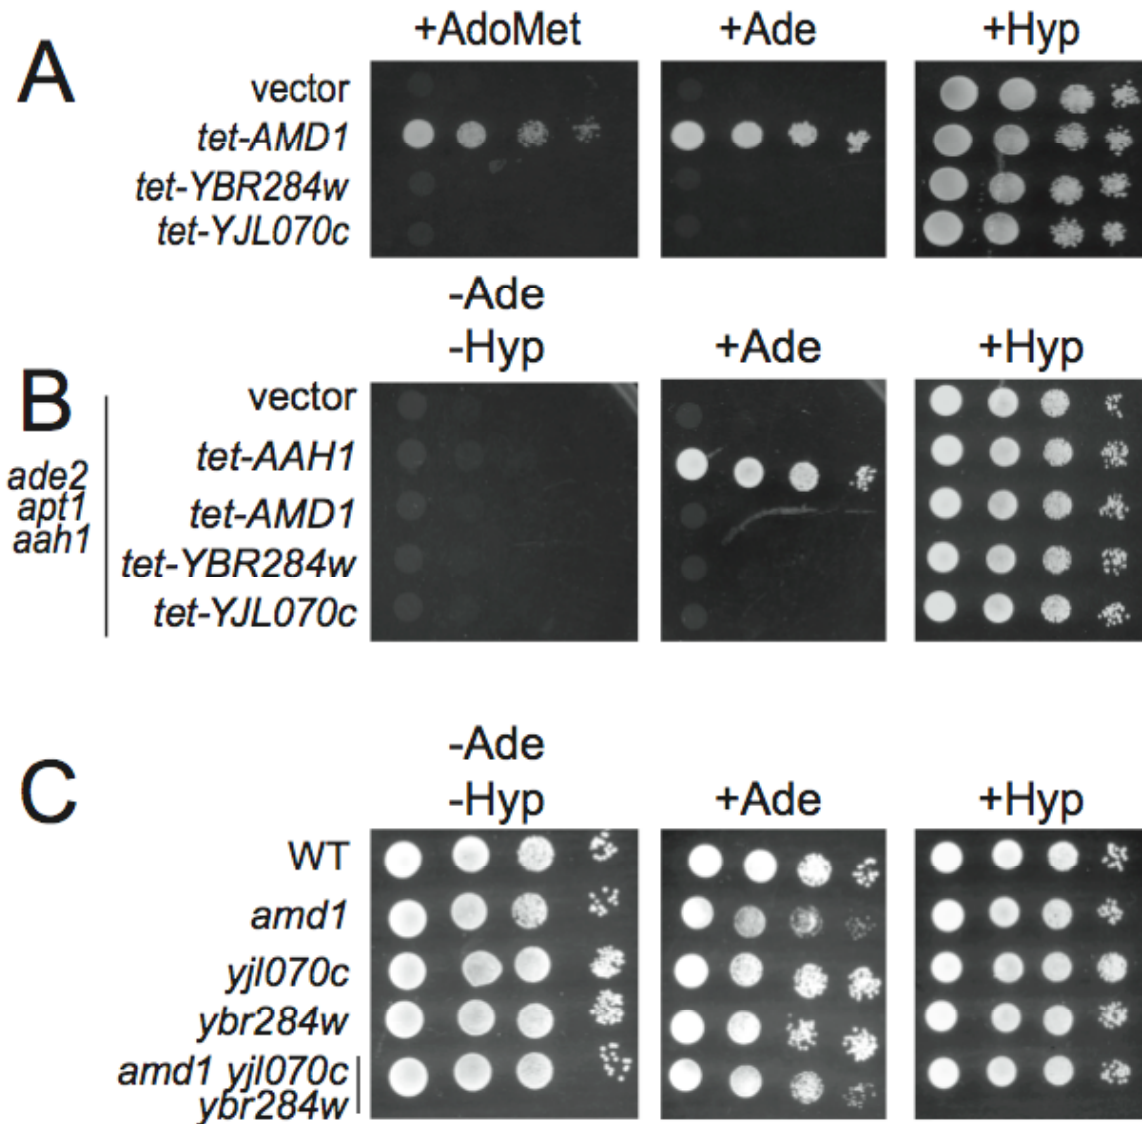 A
+AdoMet +Ade +Hyp
vector
tet-AMD1
tet-YBR284w
tet-YJL070c
-Ade
-Hyp +Ade +Hyp
B
vector
tet-AAH1
ade2
apt1
aah1
tet-AMD1
tet-YBR284w
tet-YJL070c
-Ade
C
-Hyp +Ade +Hyp
WT
amd1
yjl070c
ybr284w
amd1 yjl070c
ybr284w